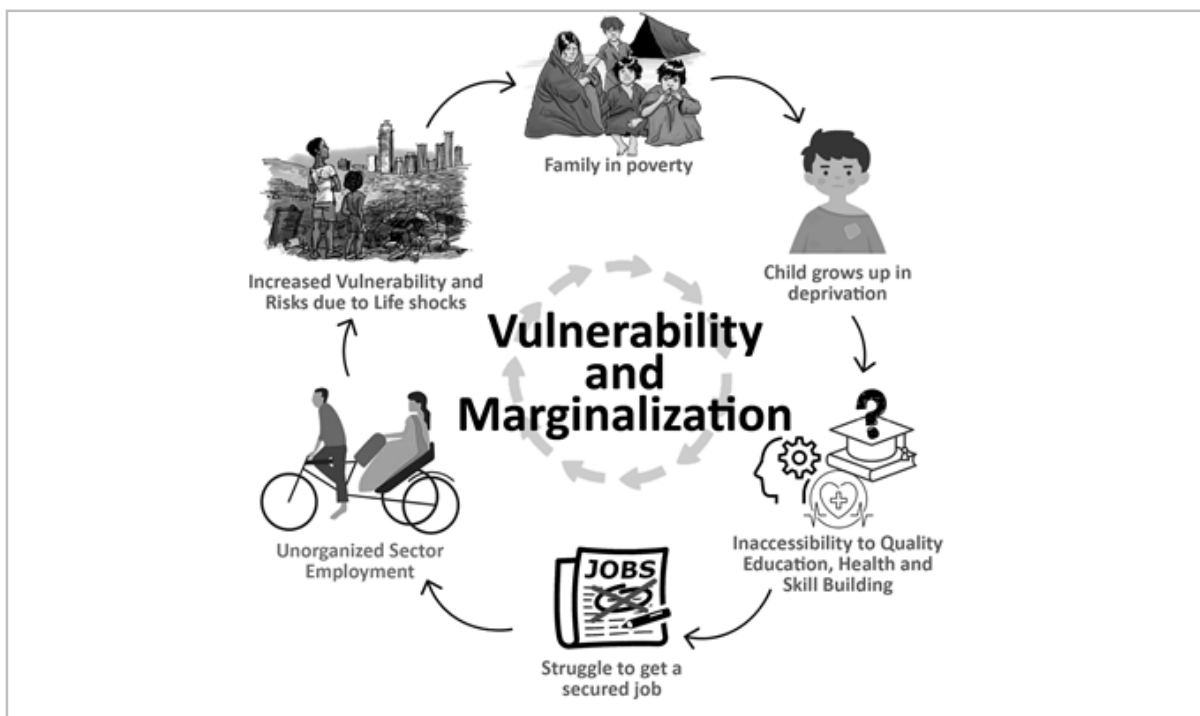 Family in poverty
Child grows up in
deprivation
Inaccessibility to Quality
Education, Health and
Skill Building
JOBS
Struggle to get a
secured job
Unorganized Sector
Employment
Increased Vulnerability and
Risks due to Life shocks
Vulnerability
and
Marginalization
?